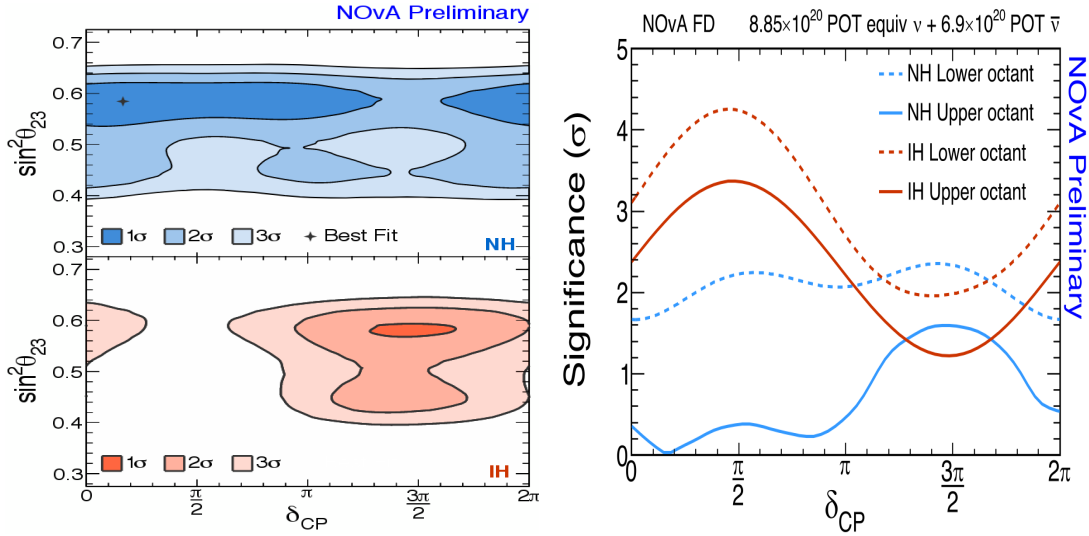 NOνA Preliminary
sin²θ₂₃
0.7
0.6
0.5
0.4
0.3
1σ 2σ 3σ Best Fit
NH
sin²θ₂₃
0.7
0.6
0.5
0.4
0.3
1σ 2σ 3σ
IH
0 π/2 π 3π/2 2π
δCP
NOνA FD 8.85×10²⁰ POT equiv ν + 6.9×10²⁰ POT ν̅
Significance (σ)
5
4
3
2
1
0
NH Lower octant
NH Upper octant
IH Lower octant
IH Upper octant
0 π/2 π 3π/2 2π
δCP
NOνA Preliminary